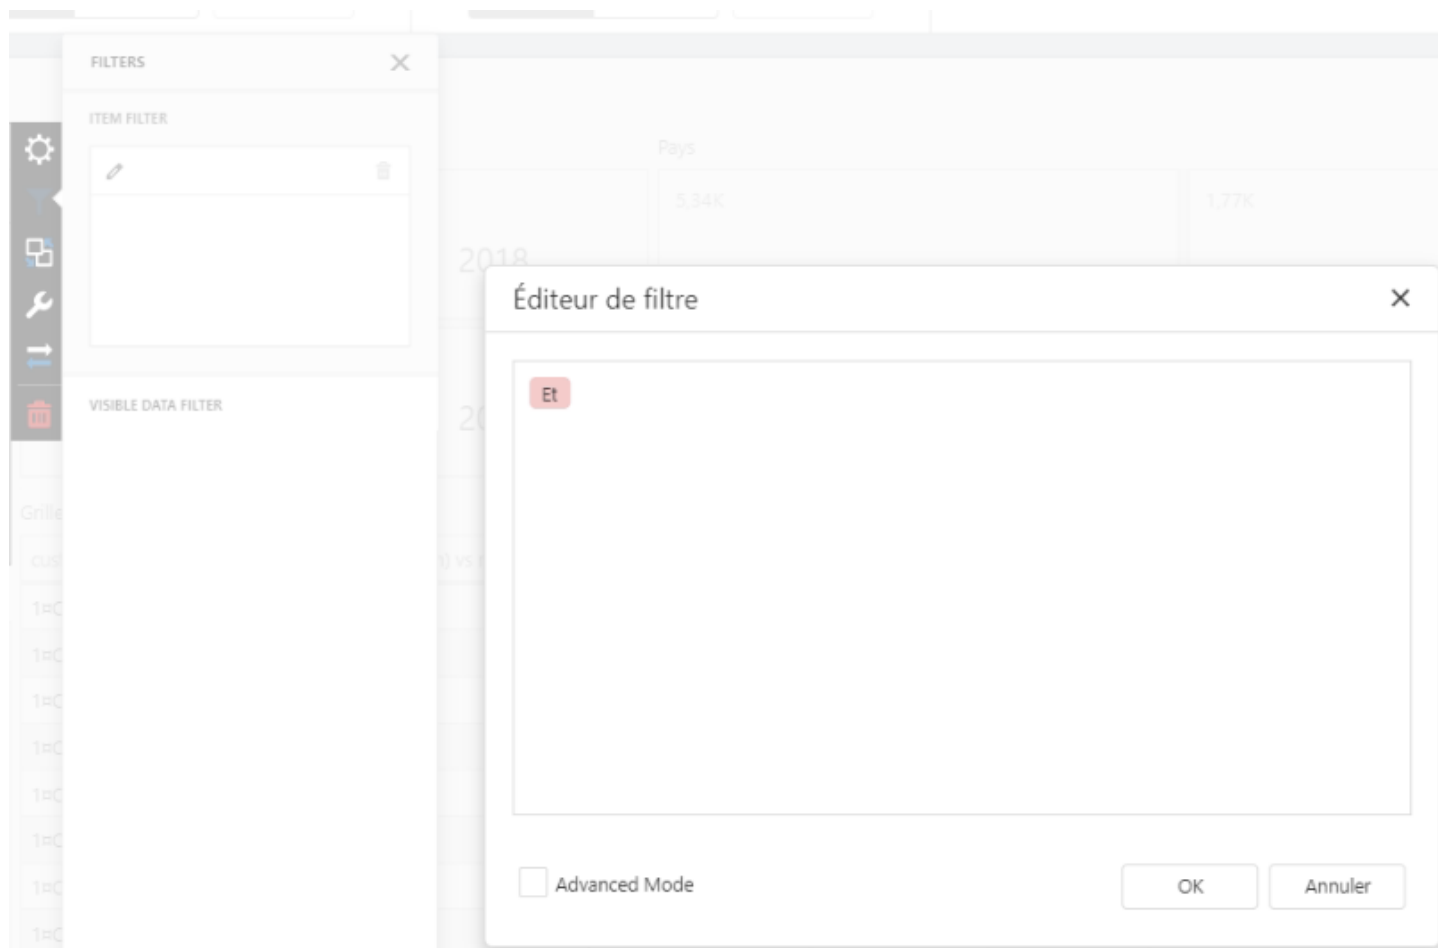 FILTERS
ITEM FILTER
Pays
5,34K
1,77K
2018
Éditeur de filtre
Et
VISIBLE DATA FILTER
Grille
Advanced Mode
OK
Annuler